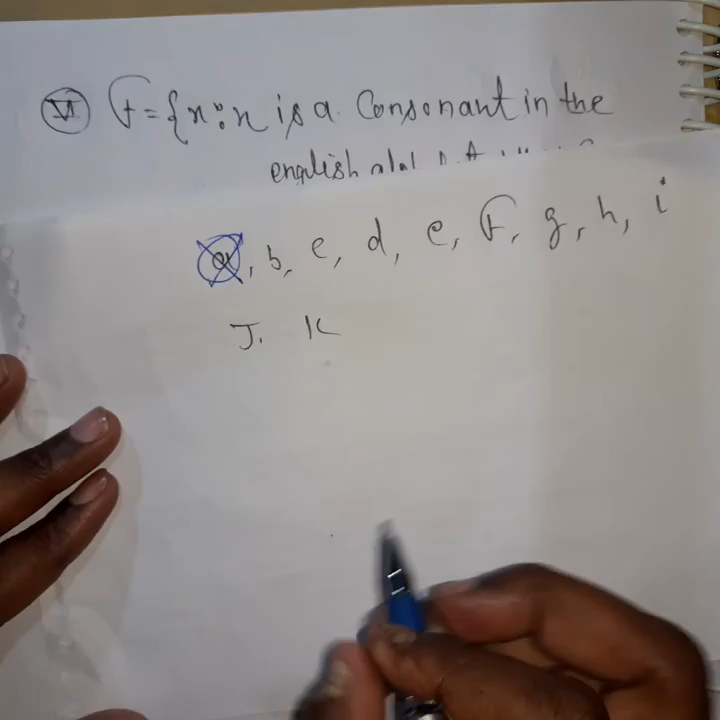 VI F = {x : x is a Consonant in the
english
a, b, c, d, e, F, g, h, i
J, K